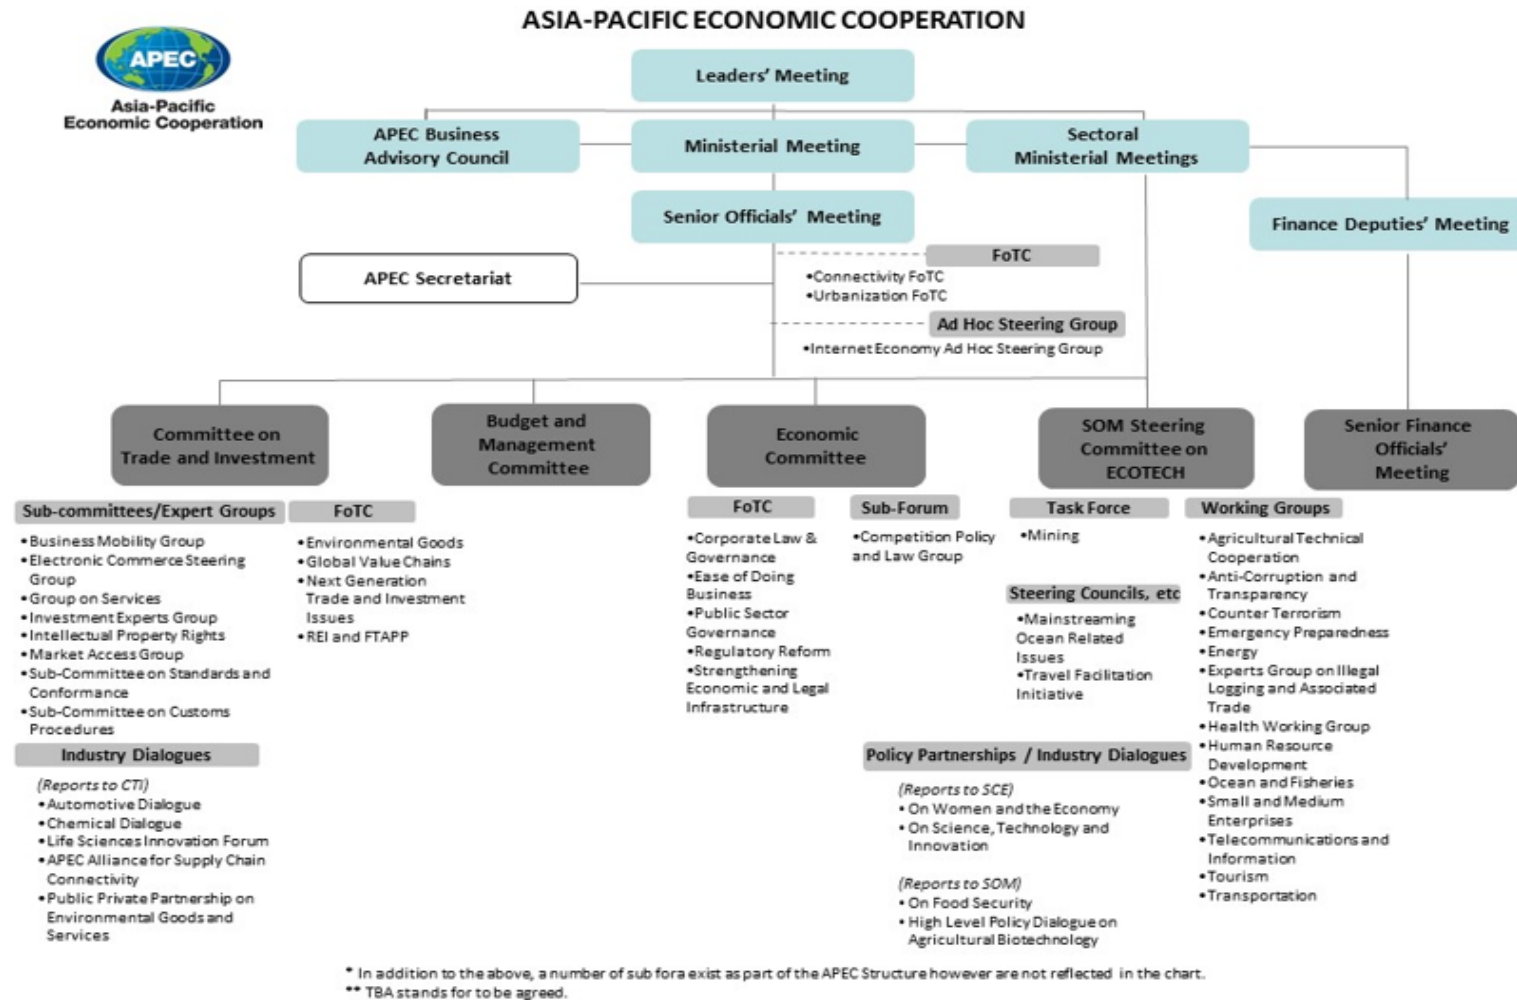 ASIA-PACIFIC ECONOMIC COOPERATION
APEC
Asia-Pacific
Economic Cooperation
Leaders' Meeting
APEC Business
Advisory Council
Ministerial Meeting
Sectoral
Ministerial Meetings
Senior Officials' Meeting
Finance Deputies' Meeting
APEC Secretariat
FoTC
•Connectivity FoTC
•Urbanization FoTC
Ad Hoc Steering Group
•Internet Economy Ad Hoc Steering Group
Committee on
Trade and Investment
Budget and
Management
Committee
Economic
Committee
SOM Steering
Committee on
ECOTECH
Senior Finance
Officials'
Meeting
Sub-committees/Expert Groups
•Business Mobility Group
•Electronic Commerce Steering
Group
•Group on Services
•Investment Experts Group
•Intellectual Property Rights
•Market Access Group
•Sub-Committee on Standards and
Conformance
•Sub-Committee on Customs
Procedures
Industry Dialogues
(Reports to CTI)
•Automotive Dialogue
•Chemical Dialogue
•Life Sciences Innovation Forum
•APEC Alliance for Supply Chain
Connectivity
•Public Private Partnership on
Environmental Goods and
Services
FoTC
•Environmental Goods
•Global Value Chains
•Next Generation
Trade and Investment
Issues
•REI and FTAPP
FoTC
•Corporate Law &
Governance
•Ease of Doing
Business
•Public Sector
Governance
•Regulatory Reform
•Strengthening
Economic and Legal
Infrastructure
Sub-Forum
•Competition Policy
and Law Group
Task Force
•Mining
Steering Councils, etc
•Mainstreaming
Ocean Related
Issues
•Travel Facilitation
Initiative
Policy Partnerships / Industry Dialogues
(Reports to SCE)
• On Women and the Economy
• On Science, Technology and
Innovation
(Reports to SOM)
• On Food Security
• High Level Policy Dialogue on
Agricultural Biotechnology
Working Groups
•Agricultural Technical
Cooperation
•Anti-Corruption and
Transparency
•Counter Terrorism
•Emergency Preparedness
•Energy
•Experts Group on Illegal
Logging and Associated
Trade
•Health Working Group
•Human Resource
Development
•Ocean and Fisheries
•Small and Medium
Enterprises
•Telecommunications and
Information
•Tourism
•Transportation
* In addition to the above, a number of sub fora exist as part of the APEC Structure however are not reflected in the chart.
** TBA stands for to be agreed.